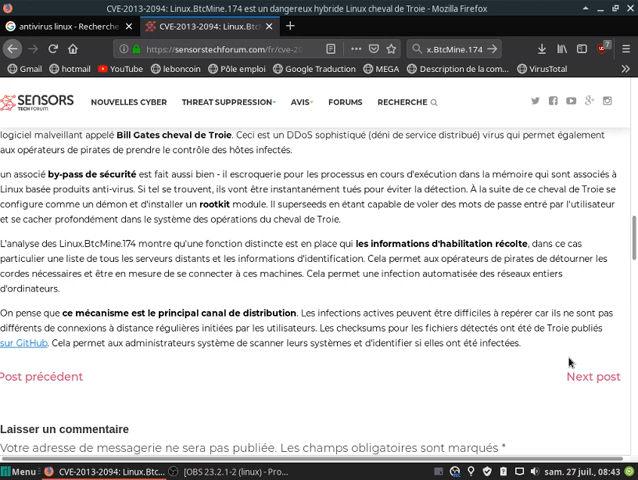 CVE-2013-2094: Linux.BtcMine.174 est un dangereux hybride Linux cheval de Troie - Mozilla Firefox
antivirus linux - Recherche
CVE-2013-2094: Linux.Btc
https://sensorstechforum.com/fr/cve-20
x.BtcMine.174
7
Gmail
hotmail
YouTube
leboncoin
Pôle emploi
Google Traduction
MEGA
Description de la com...
VirusTotal
SENSORS
TECH FORUM
NOUVELLES CYBER
THREAT SUPPRESSION
AVIS
FORUMS
RECHERCHE
logiciel malveillant appelé Bill Gates cheval de Troie. Ceci est un DDoS sophistiqué (déni de service distribué) virus qui permet également
aux opérateurs de pirates de prendre le contrôle des hôtes infectés.
un associé by-pass de sécurité est fait aussi bien - il escroquerie pour les processus en cours d'exécution dans la mémoire qui sont associés à
Linux basée produits anti-virus. Si tel se trouvent, ils vont être instantanément tués pour éviter la détection. À la suite de ce cheval de Troie se
configure comme un démon et d'installer un rootkit module. Il superseeds en étant capable de voler des mots de passe entré par l'utilisateur
et se cacher profondément dans le système des opérations du cheval de Troie.
L'analyse des Linux.BtcMine.174 montre qu'une fonction distincte est en place qui les informations d'habilitation récolte, dans ce cas
particulier une liste de tous les serveurs distants et les informations d'identification. Cela permet aux opérateurs de pirates de détourner les
cordes nécessaires et être en mesure de se connecter à ces machines. Cela permet une infection automatisée des réseaux entiers
d'ordinateurs.
On pense que ce mécanisme est le principal canal de distribution. Les infections actives peuvent être difficiles à repérer car ils ne sont pas
différents de connexions à distance régulières initiées par les utilisateurs. Les checksums pour les fichiers détectés ont été de Troie publiés
sur GitHub. Cela permet aux administrateurs système de scanner leurs systèmes et d'identifier si elles ont été infectées.
Post précédent
Next post
Laisser un commentaire
Votre adresse de messagerie ne sera pas publiée. Les champs obligatoires sont marqués *
Menu
CVE-2013-2094: Linux.Btc...
[OBS 23.2.1-2 (linux) - Pro...
sam. 27 juil., 08:43